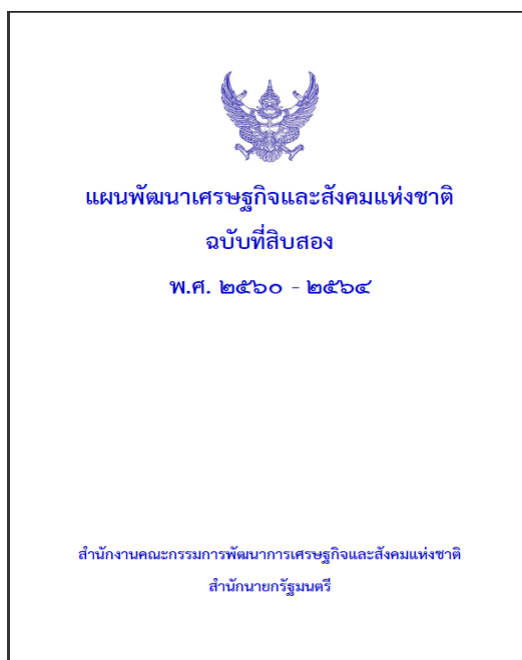 แผนพัฒนาเศรษฐกิจและสังคมแห่งชาติ
ฉบับที่สิบสอง
พ.ศ. ๒๕๖๐ - ๒๕๖๔
สำนักงานคณะกรรมการพัฒนาการเศรษฐกิจและสังคมแห่งชาติ
สำนักนายกรัฐมนตรี